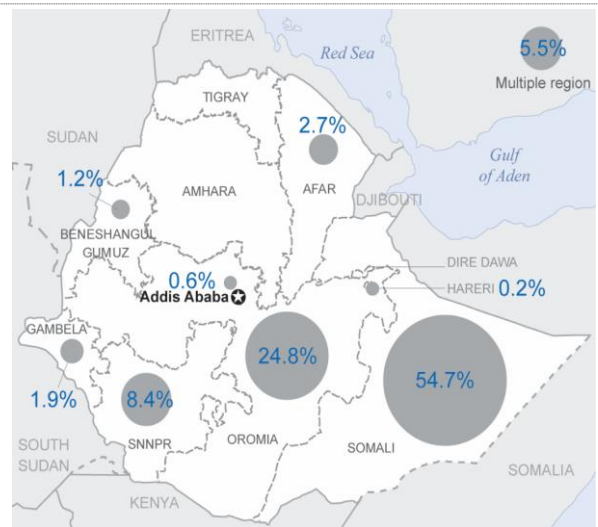 ERITREA
Red Sea
5.5%
Multiple region
TIGRAY
2.7%
SUDAN
Gulf
of Aden
1.2%
AMHARA
AFAR
DJIBOUTI
BENESHANGUL
GUMUZ
DIRE DAWA
0.6%
HARERI 0.2%
Addis Ababa
GAMBELA
24.8%
54.7%
1.9%
8.4%
SNNPR
OROMIA
SOMALI
SOUTH
SUDAN
SOMALIA
KENYA